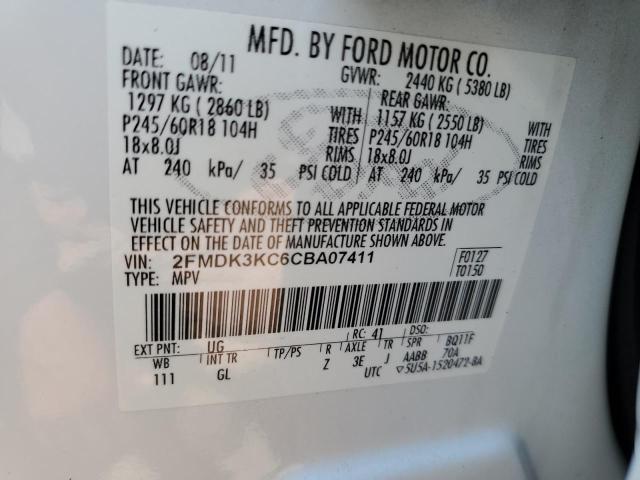 MFD. BY FORD MOTOR CO.
DATE: 08/11 GVWR: 2440 KG ( 5380 LB)
FRONT GAWR: REAR GAWR:
1297 KG ( 2860 LB) 1157 KG ( 2550 LB)
P245/60R18 104H TIRES P245/60R18 104H TIRES
18x8.0J RIMS 18x8.0J RIMS
AT 240 kPa/ 35 PSI COLD AT 240 kPa/ 35 PSI COLD
THIS VEHICLE CONFORMS TO ALL APPLICABLE FEDERAL MOTOR
VEHICLE SAFETY AND THEFT PREVENTION STANDARDS IN
EFFECT ON THE DATE OF MANUFACTURE SHOWN ABOVE.
VIN: 2FMDK3KC6CBA07411 F0127
TYPE: MPV T0150
EXT PNT: UG RC: 41 DSO:
WB INT TR TP/PS R AXLE TR SPR BQ11F
111 GL Z 3E J AABB 70A
UTC ▽5U5A-1520472-BA